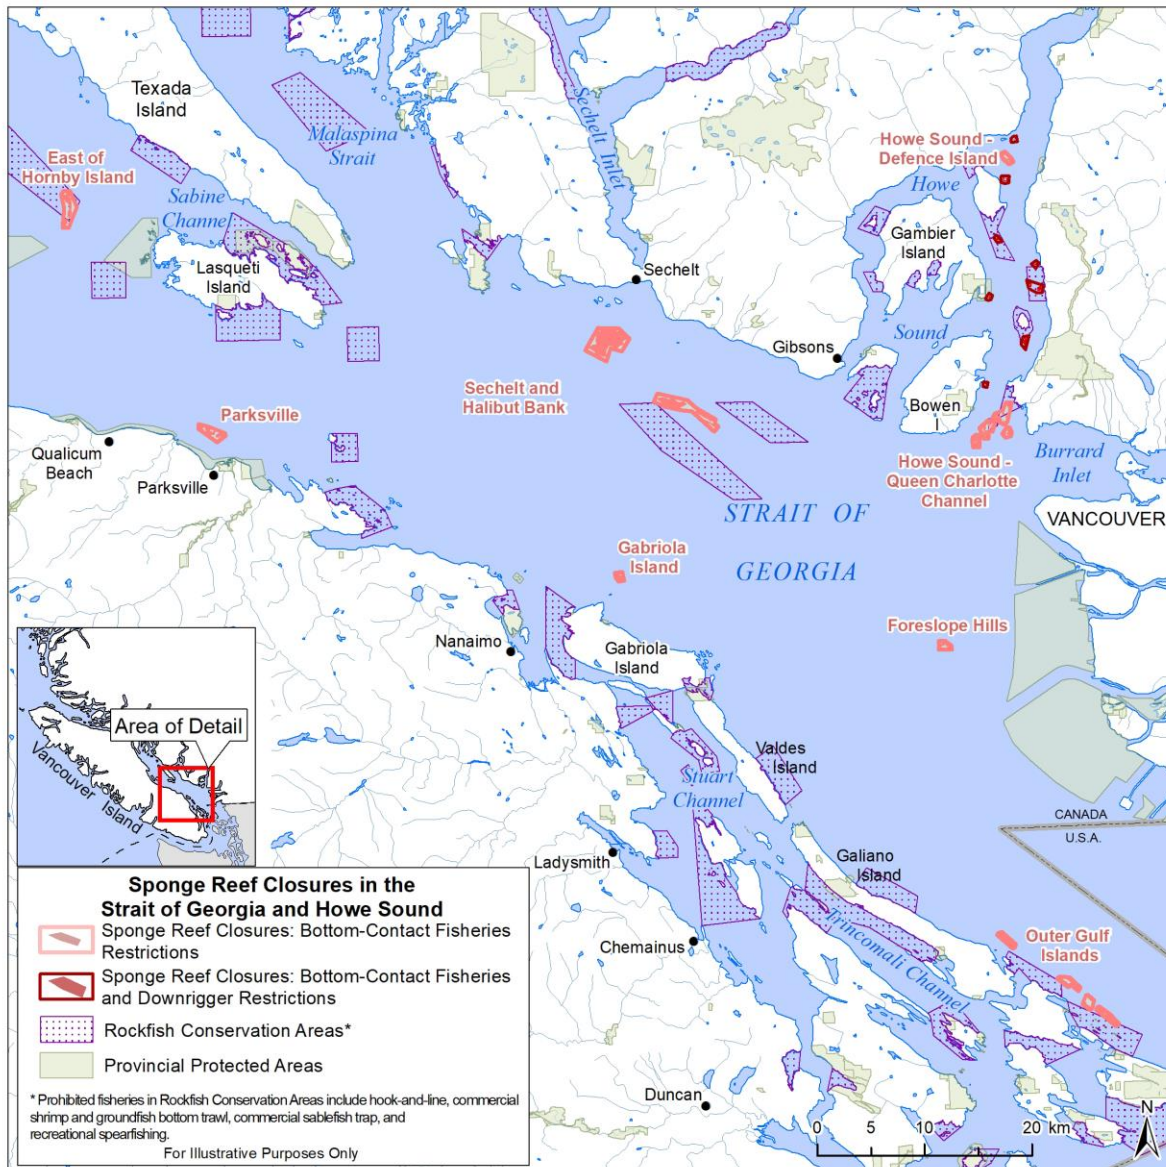 Texada
Island
Malaspina
Strait
Sechelt Inlet
East of
Hornby Island
Sabine
Channel
Lasqueti
Island
Howe Sound -
Defence Island
Howe
Gambier
Island
Sechelt
Sound
Gibsons
Sechelt and
Halibut Bank
Bowen
I
Parksville
Qualicum
Beach
Parksville
Howe Sound -
Queen Charlotte
Channel
Burrard
Inlet
VANCOUVER
STRAIT OF
GEORGIA
Gabriola
Island
Foreslope Hills
Nanaimo
Gabriola
Island
Valdes
Island
Stuart
Channel
CANADA
U.S.A.
Ladysmith
Galiano
Island
Trincomali Channel
Chemainus
Outer Gulf
Islands
Duncan
Area of Detail
Vancouver Island
Sponge Reef Closures in the
Strait of Georgia and Howe Sound
Sponge Reef Closures: Bottom-Contact Fisheries
Restrictions
Sponge Reef Closures: Bottom-Contact Fisheries
and Downrigger Restrictions
Rockfish Conservation Areas*
Provincial Protected Areas
* Prohibited fisheries in Rockfish Conservation Areas include hook-and-line, commercial
shrimp and groundfish bottom trawl, commercial sablefish trap, and
recreational spearfishing.
For Illustrative Purposes Only
0 5 10 20 km
N